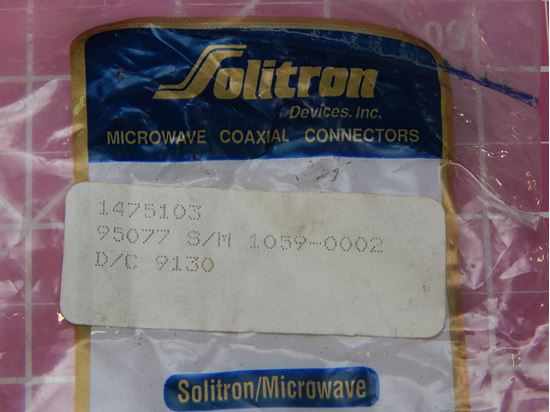 Solitron
Devices, Inc.
MICROWAVE COAXIAL CONNECTORS
1475103
95077 S/M 1059-0002
D/C 9130
Solitron/Microwave